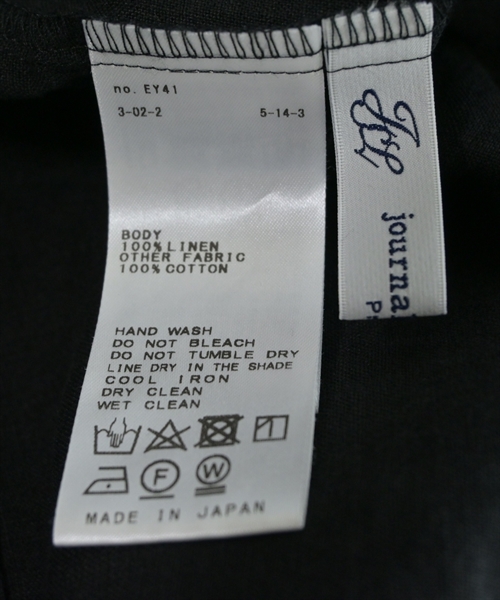 no. EY41
3-02-2 5-14-3
BODY
100% LINEN
OTHER FABRIC
100% COTTON
HAND WASH
DO NOT BLEACH
DO NOT TUMBLE DRY
LINE DRY IN THE SHADE
COOL IRON
DRY CLEAN
WET CLEAN
F W
MADE IN JAPAN
journa